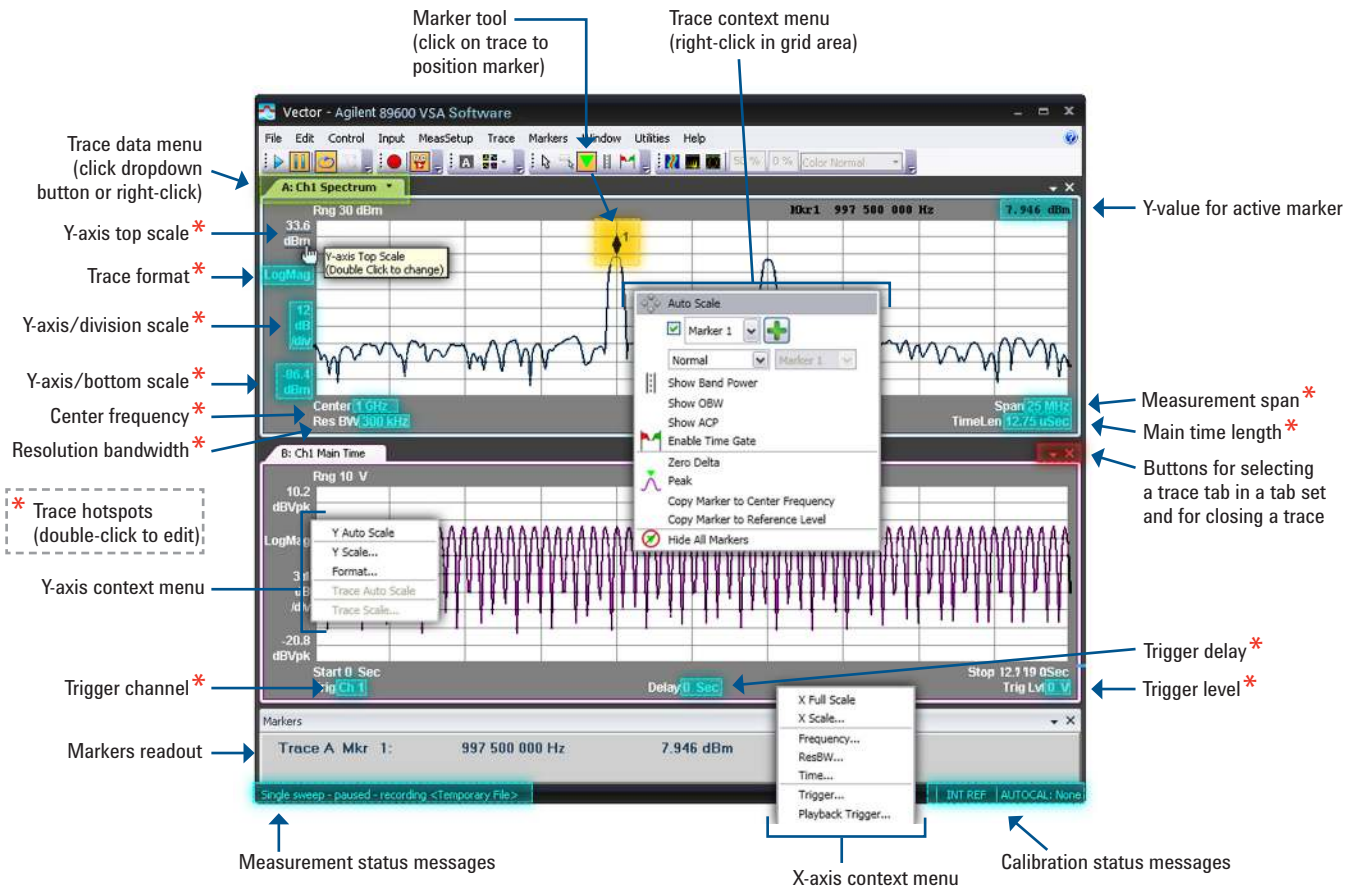 Marker tool
(click on trace to
position marker)
Trace context menu
(right-click in grid area)
Vector - Agilent 89600 VSA Software
File Edit Control Input MeasSetup Trace Markers Window Utilities Help
A
50 % 0 % Color Normal
Trace data menu
(click dropdown
button or right-click)
A: Ch1 Spectrum
Rng 30 dBm
Mkr1 997 500 000 Hz
7.946 dBm
Y-value for active marker
Y-axis top scale*
33.6
dBm
1
Y-axis Top Scale
(Double Click to change)
Trace format*
LogMag
Auto Scale
Marker 1
Normal
Marker 1
Show Band Power
Show OBW
Show ACP
Enable Time Gate
Zero Delta
Peak
Copy Marker to Center Frequency
Copy Marker to Reference Level
Hide All Markers
Y-axis/division scale*
12
dB
/div
Y-axis/bottom scale*
-86.4
dBm
Center frequency*
Center 1 GHz
Span 25 MHz
Measurement span*
Resolution bandwidth*
Res BW 300 kHz
TimeLen 12.75 uSec
Main time length*
B: Ch1 Main Time
Buttons for selecting
a trace tab in a tab set
and for closing a trace
Rng 10 V
10.2
dBVpk
* Trace hotspots
(double-click to edit)
Y Auto Scale
Y Scale...
Format...
Trace Auto Scale
Trace Scale...
Y-axis context menu
/div
-20.8
dBVpk
Start 0 Sec
Trigger delay*
Trigger channel*
Ch 1
Delay 0 Sec
Trig Lvl 0 V
Trigger level*
X Full Scale
X Scale...
Frequency...
ResBW...
Time...
Trigger...
Playback Trigger...
Markers
Markers readout
Trace A Mkr 1: 997 500 000 Hz 7.946 dBm
Single sweep - paused - recording <Temporary File>
INT REF
AUTOCAL: None
Measurement status messages
X-axis context menu
Calibration status messages